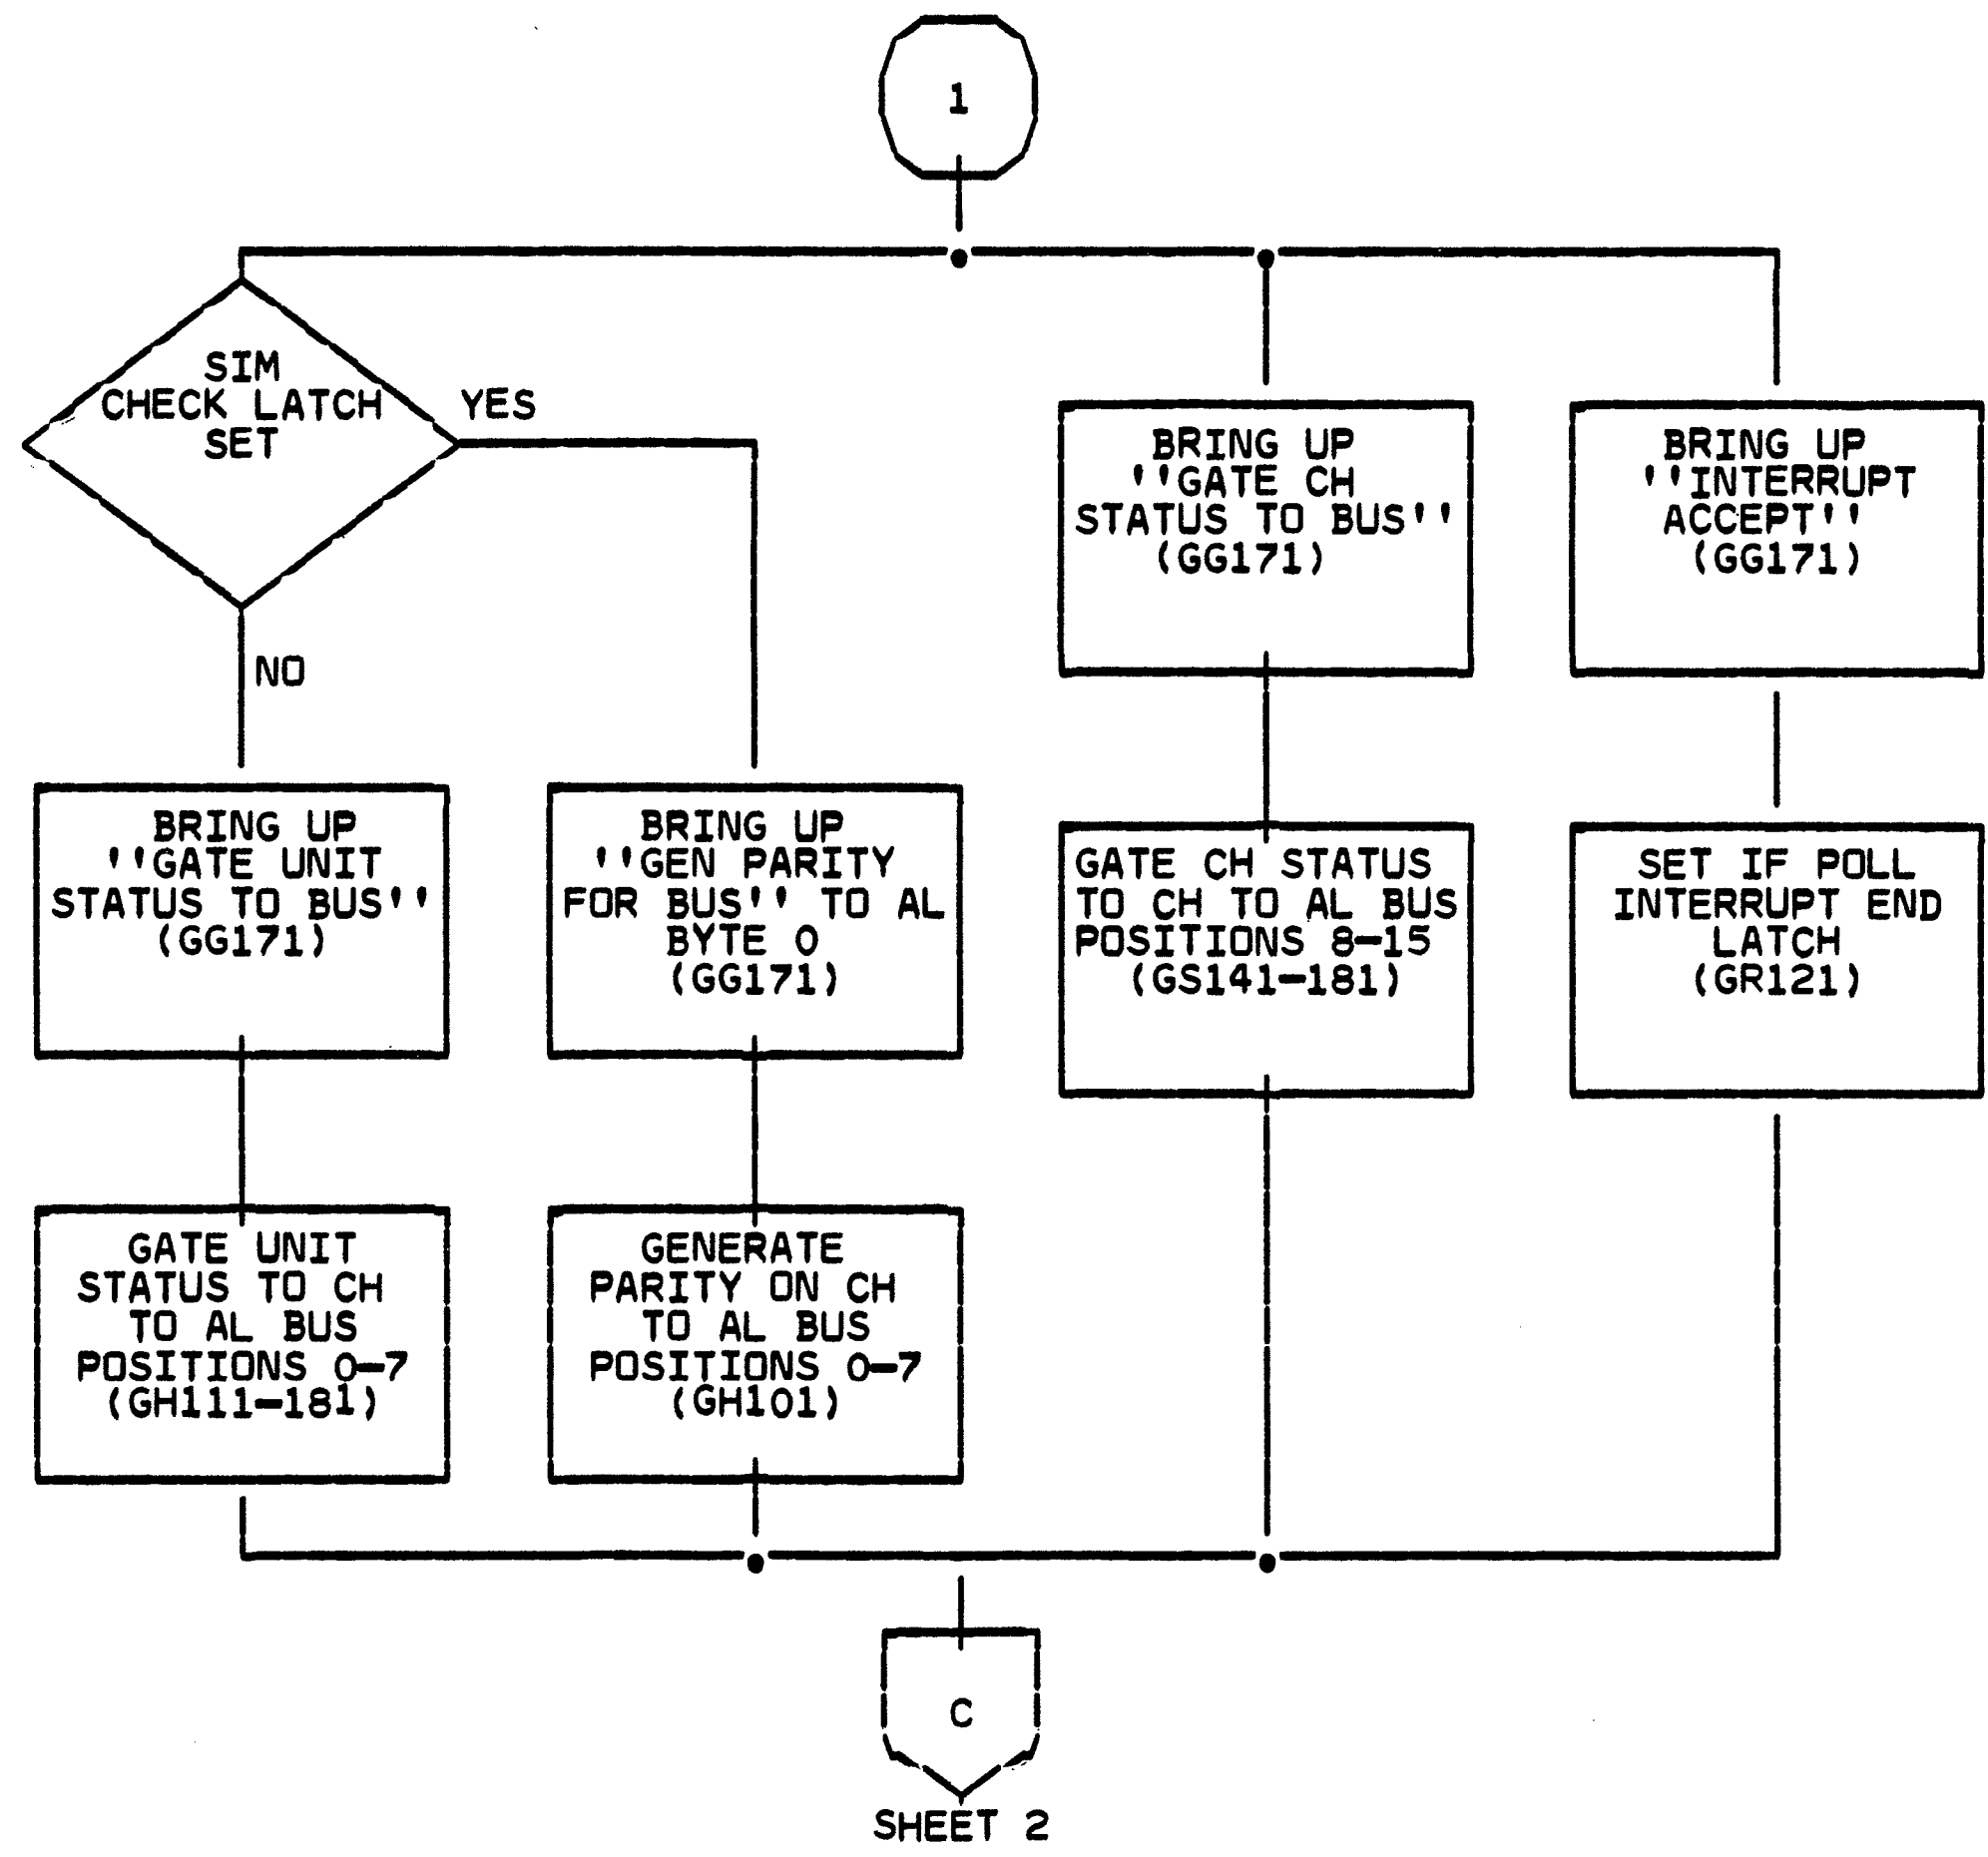 1
SIM
CHECK LATCH
SET
YES
NO
BRING UP
''GATE CH
STATUS TO BUS''
(GG171)
BRING UP
''INTERRUPT
ACCEPT''
(GG171)
BRING UP
''GATE UNIT
STATUS TO BUS''
(GG171)
BRING UP
''GEN PARITY
FOR BUS'' TO AL
BYTE 0
(GG171)
GATE CH STATUS
TO CH TO AL BUS
POSITIONS 8-15
(GS141-181)
SET IF POLL
INTERRUPT END
LATCH
(GR121)
GATE UNIT
STATUS TO CH
TO AL BUS
POSITIONS 0-7
(GH111-181)
GENERATE
PARITY ON CH
TO AL BUS
POSITIONS 0-7
(GH101)
C
SHEET 2